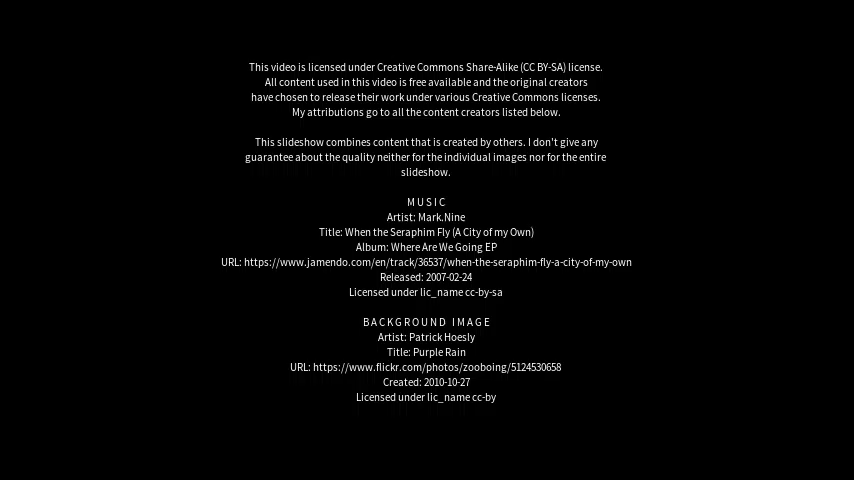 This video is licensed under Creative Commons Share-Alike (CC BY-SA) license.
All content used in this video is free available and the original creators
have chosen to release their work under various Creative Commons licenses.
My attributions go to all the content creators listed below.
This slideshow combines content that is created by others. I don't give any
guarantee about the quality neither for the individual images nor for the entire
slideshow.
MUSIC
Artist: Mark.Nine
Title: When the Seraphim Fly (A City of my Own)
Album: Where Are We Going EP
URL: https://www.jamendo.com/en/track/36537/when-the-seraphim-fly-a-city-of-my-own
Released: 2007-02-24
Licensed under lic_name cc-by-sa
BACKGROUND IMAGE
Artist: Patrick Hoesly
Title: Purple Rain
URL: https://www.flickr.com/photos/zooboing/5124530658
Created: 2010-10-27
Licensed under lic_name cc-by